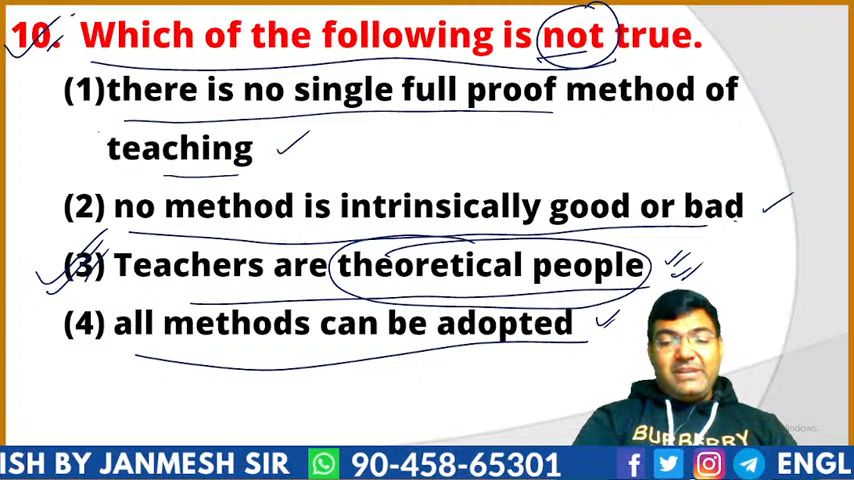 10. Which of the following is not true.
(1)there is no single full proof method of
teaching
(2) no method is intrinsically good or bad
(3) Teachers are theoretical people
(4) all methods can be adopted
BURBERRY
indows.
ISH BY JANMESH SIR 90-458-65301 ENGL